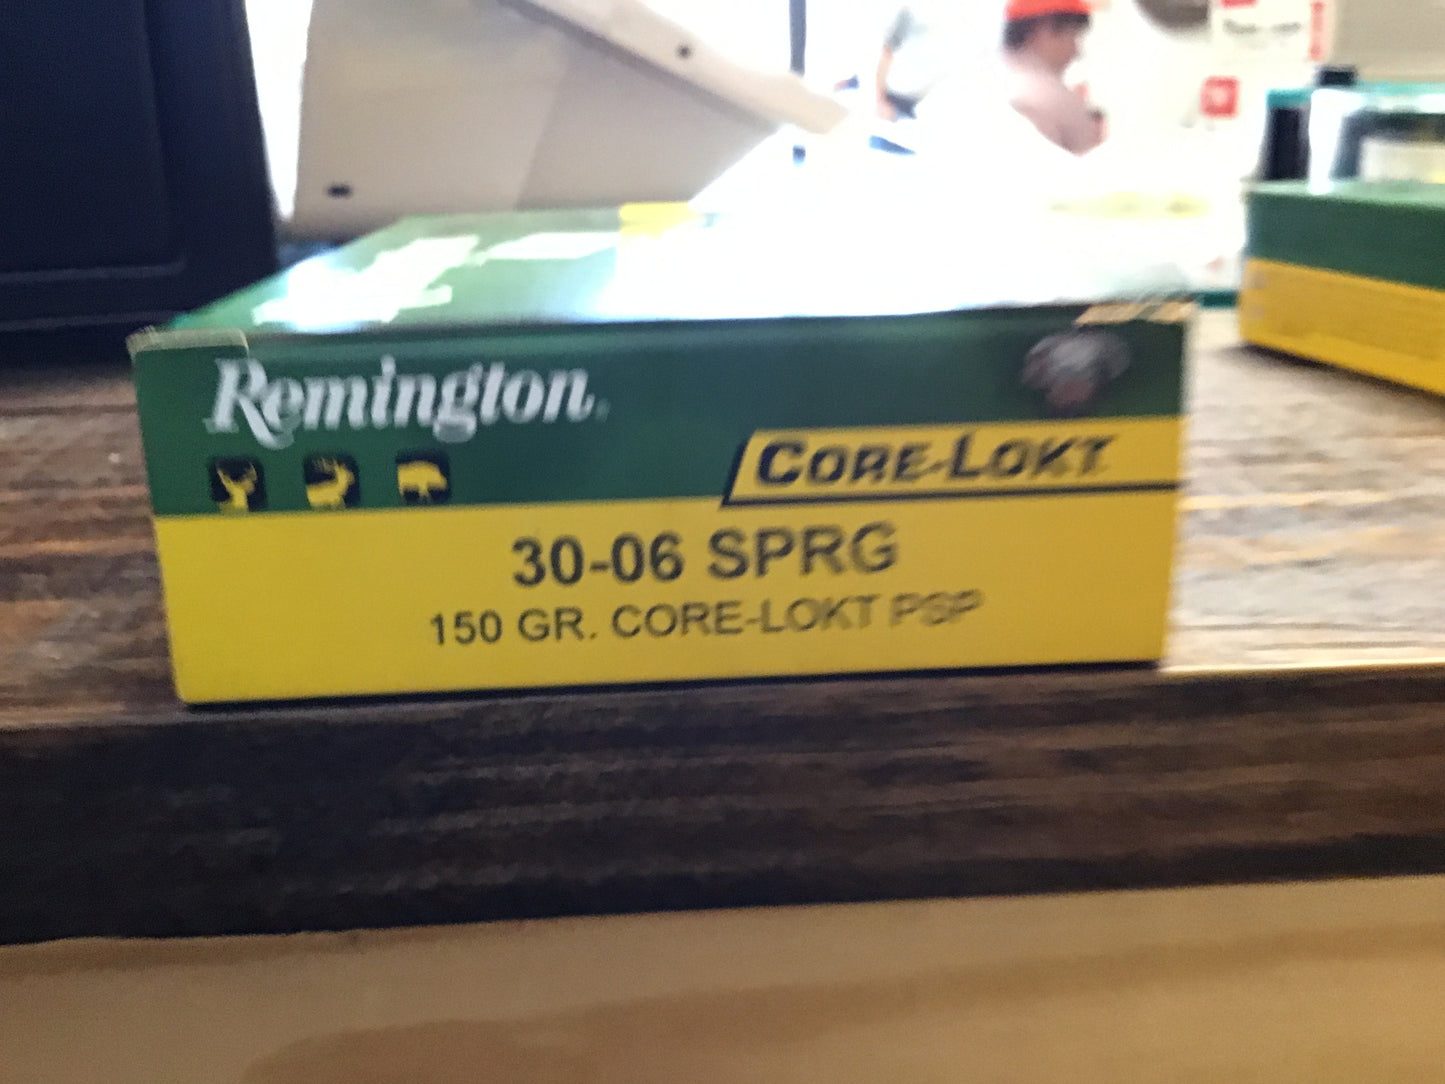 Remington
CORE-LOKT
30-06 SPRG
150 GR. CORE-LOKT PSP